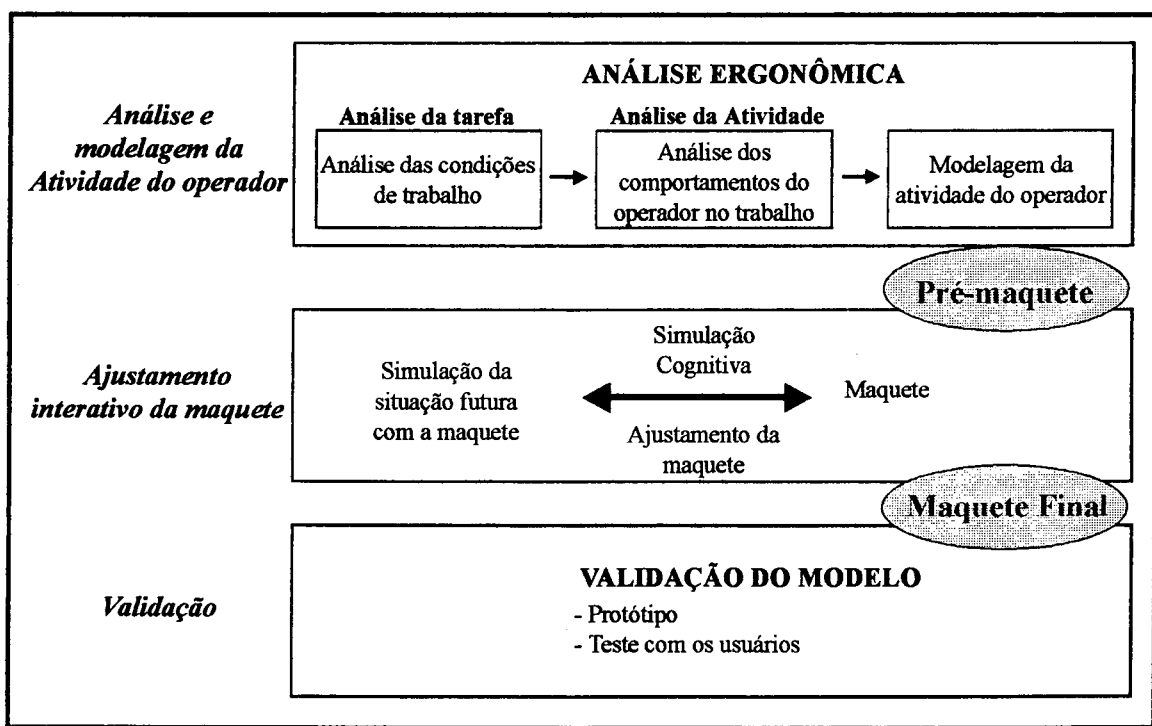 Análise e
modelagem da
Atividade do operador
ANÁLISE ERGONÔMICA
Análise da tarefa
Análise das condições
de trabalho
Análise da Atividade
Análise dos
comportamentos do
operador no trabalho
Modelagem da
atividade do operador
Pré-maquete
Ajustamento
interativo da maquete
Simulação da
situação futura
com a maquete
Simulação
Cognitiva
Ajustamento da
maquete
Maquete
Maquete Final
Validação
VALIDAÇÃO DO MODELO
- Protótipo
- Teste com os usuários